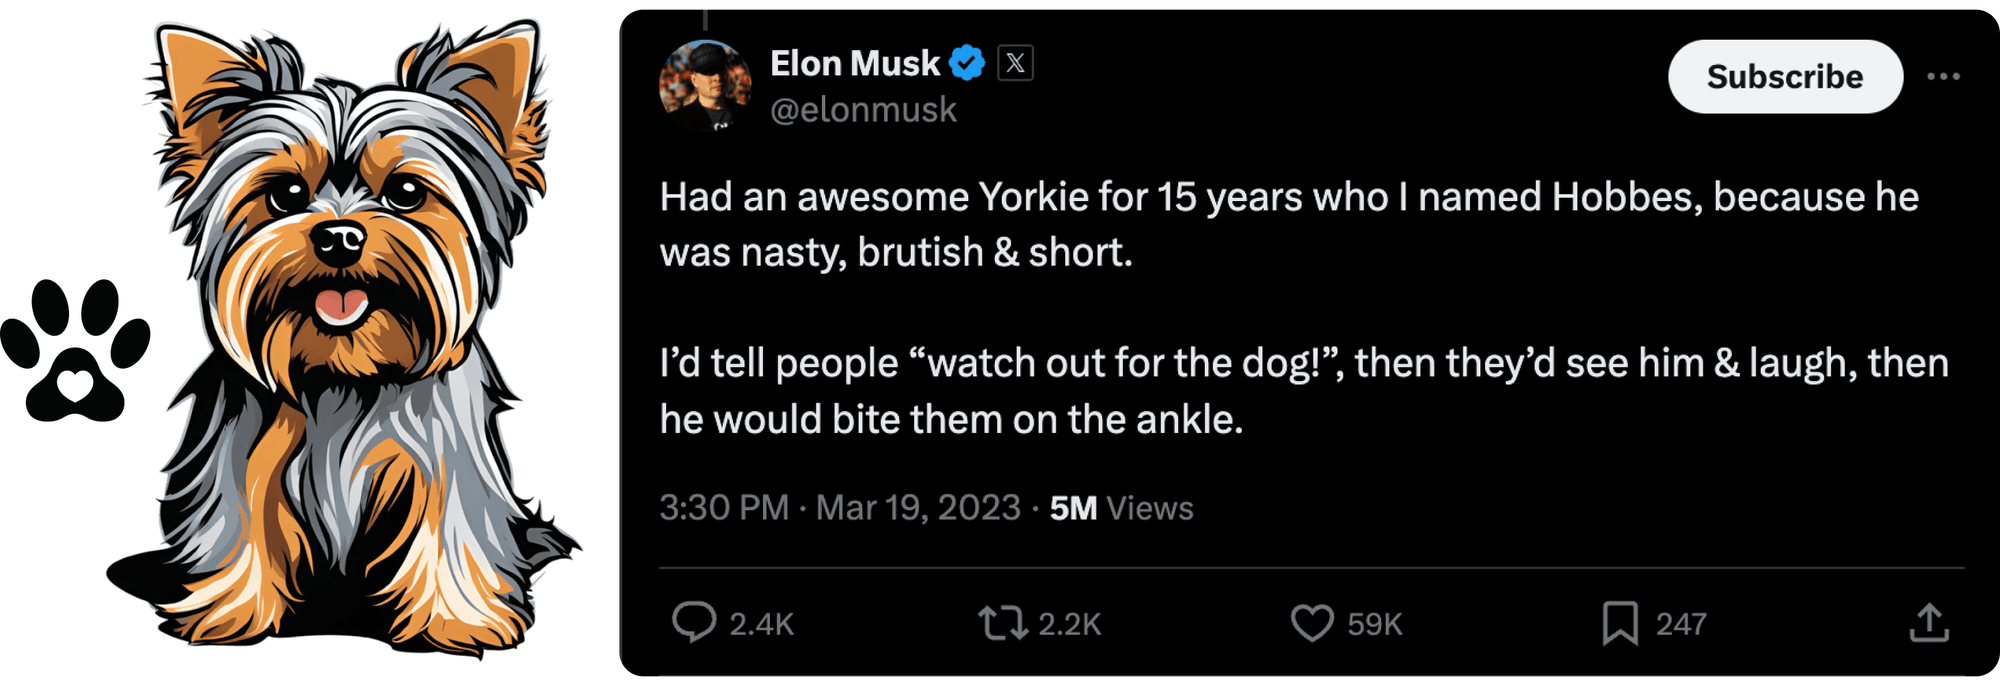 Elon Musk
@elonmusk
Subscribe
Had an awesome Yorkie for 15 years who I named Hobbes, because he
was nasty, brutish & short.
I’d tell people “watch out for the dog!”, then they’d see him & laugh, then
he would bite them on the ankle.
3:30 PM · Mar 19, 2023 · 5M Views
2.4K 2.2K 59K 247